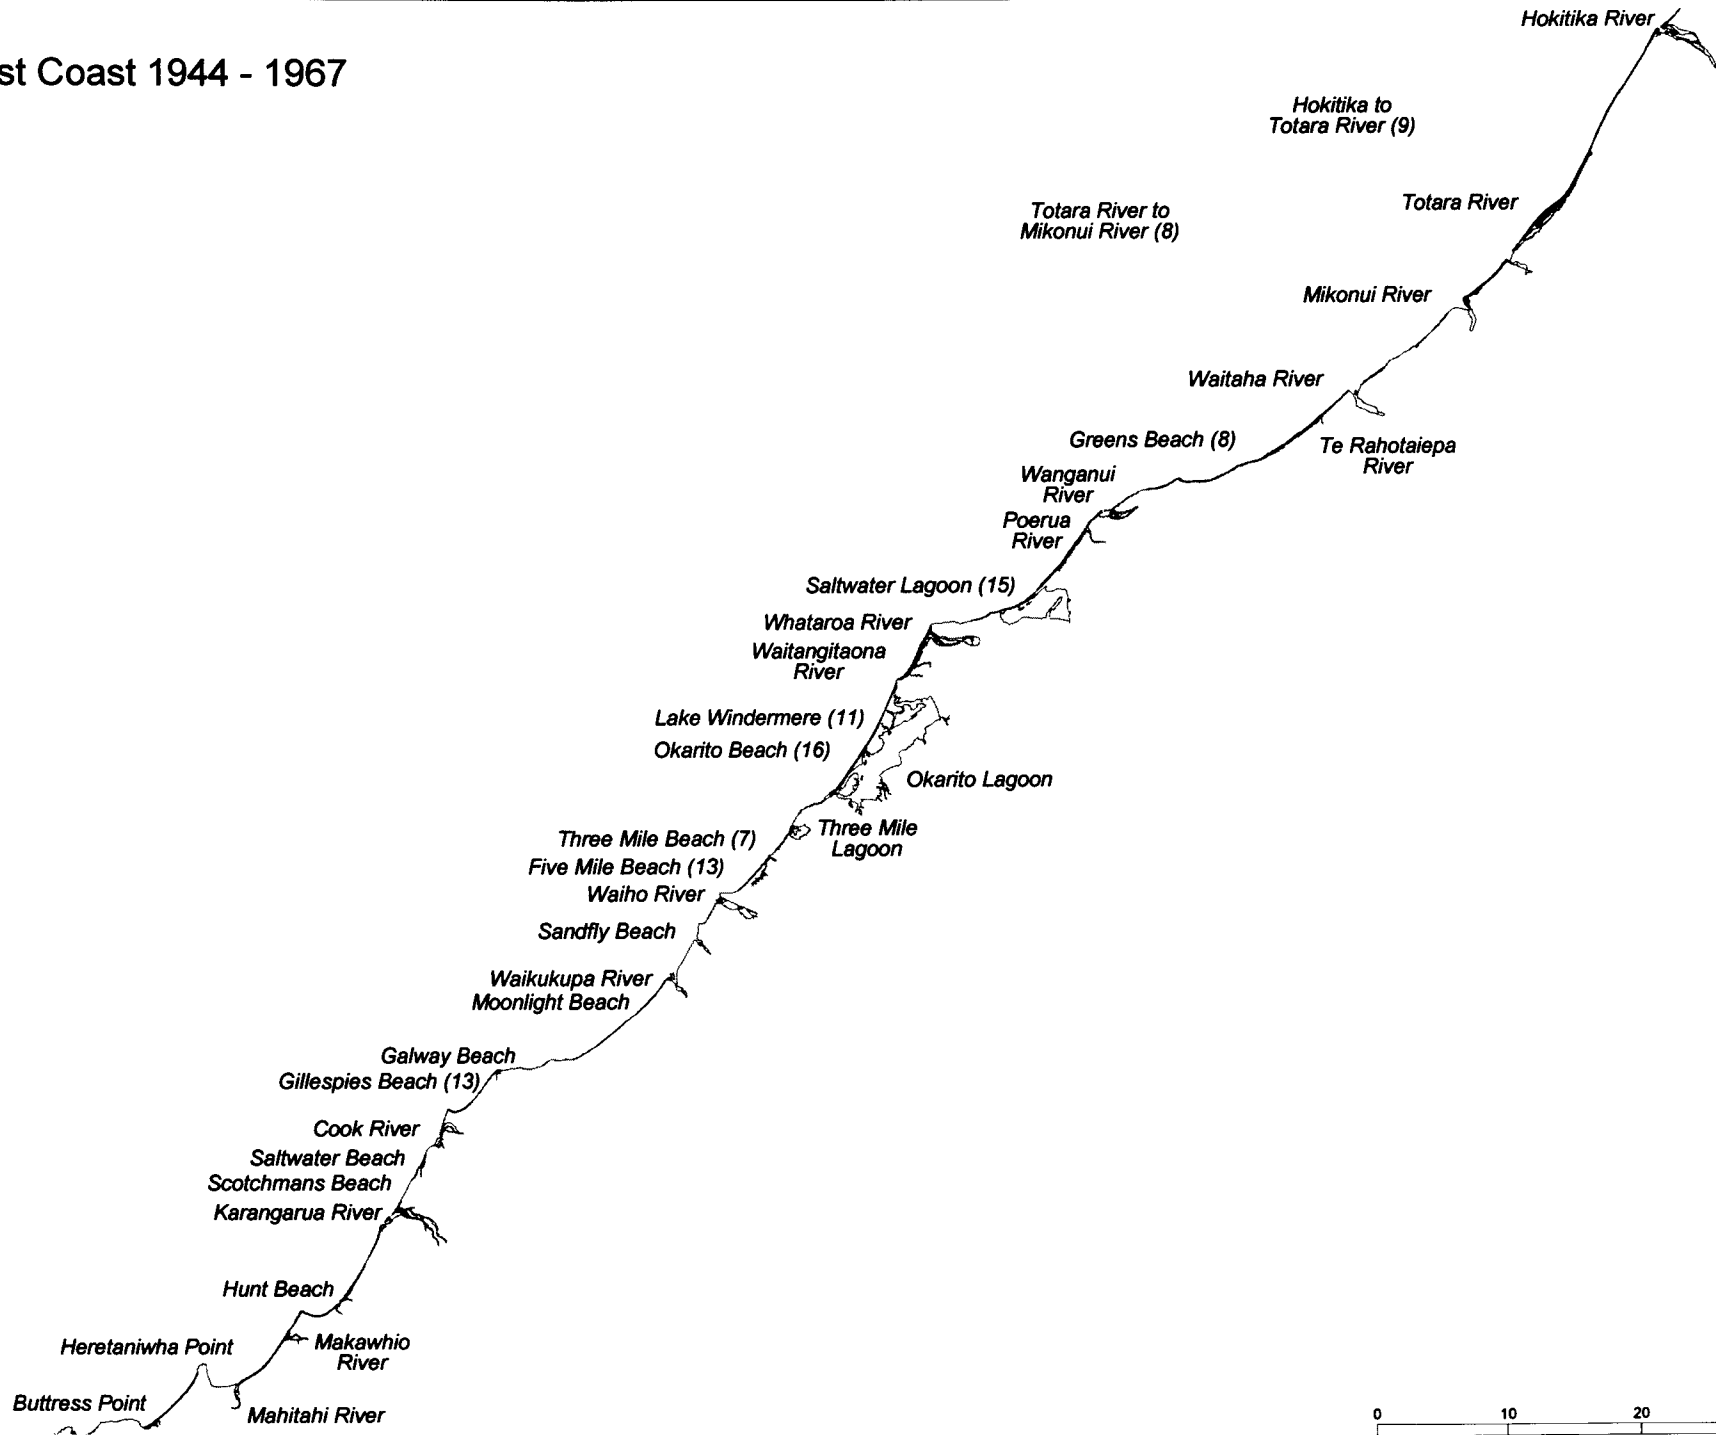 Hokitika River
st Coast 1944 - 1967
Hokitika to
Totara River (9)
Totara River
Totara River to
Mikonui River (8)
Mikonui River
Waitaha River
Greens Beach (8)
Te Rahotaiepa
River
Wanganui
River
Poerua
River
Saltwater Lagoon (15)
Whataroa River
Waitangitaona
River
Lake Windermere (11)
Okarito Beach (16)
Okarito Lagoon
Three Mile
Lagoon
Three Mile Beach (7)
Five Mile Beach (13)
Waiho River
Sandfly Beach
Waikukupa River
Moonlight Beach
Galway Beach
Gillespies Beach (13)
Cook River
Saltwater Beach
Scotchmans Beach
Karangarua River
Hunt Beach
Makawhio
River
Heretaniwha Point
Buttress Point
Mahitahi River
0 10 20